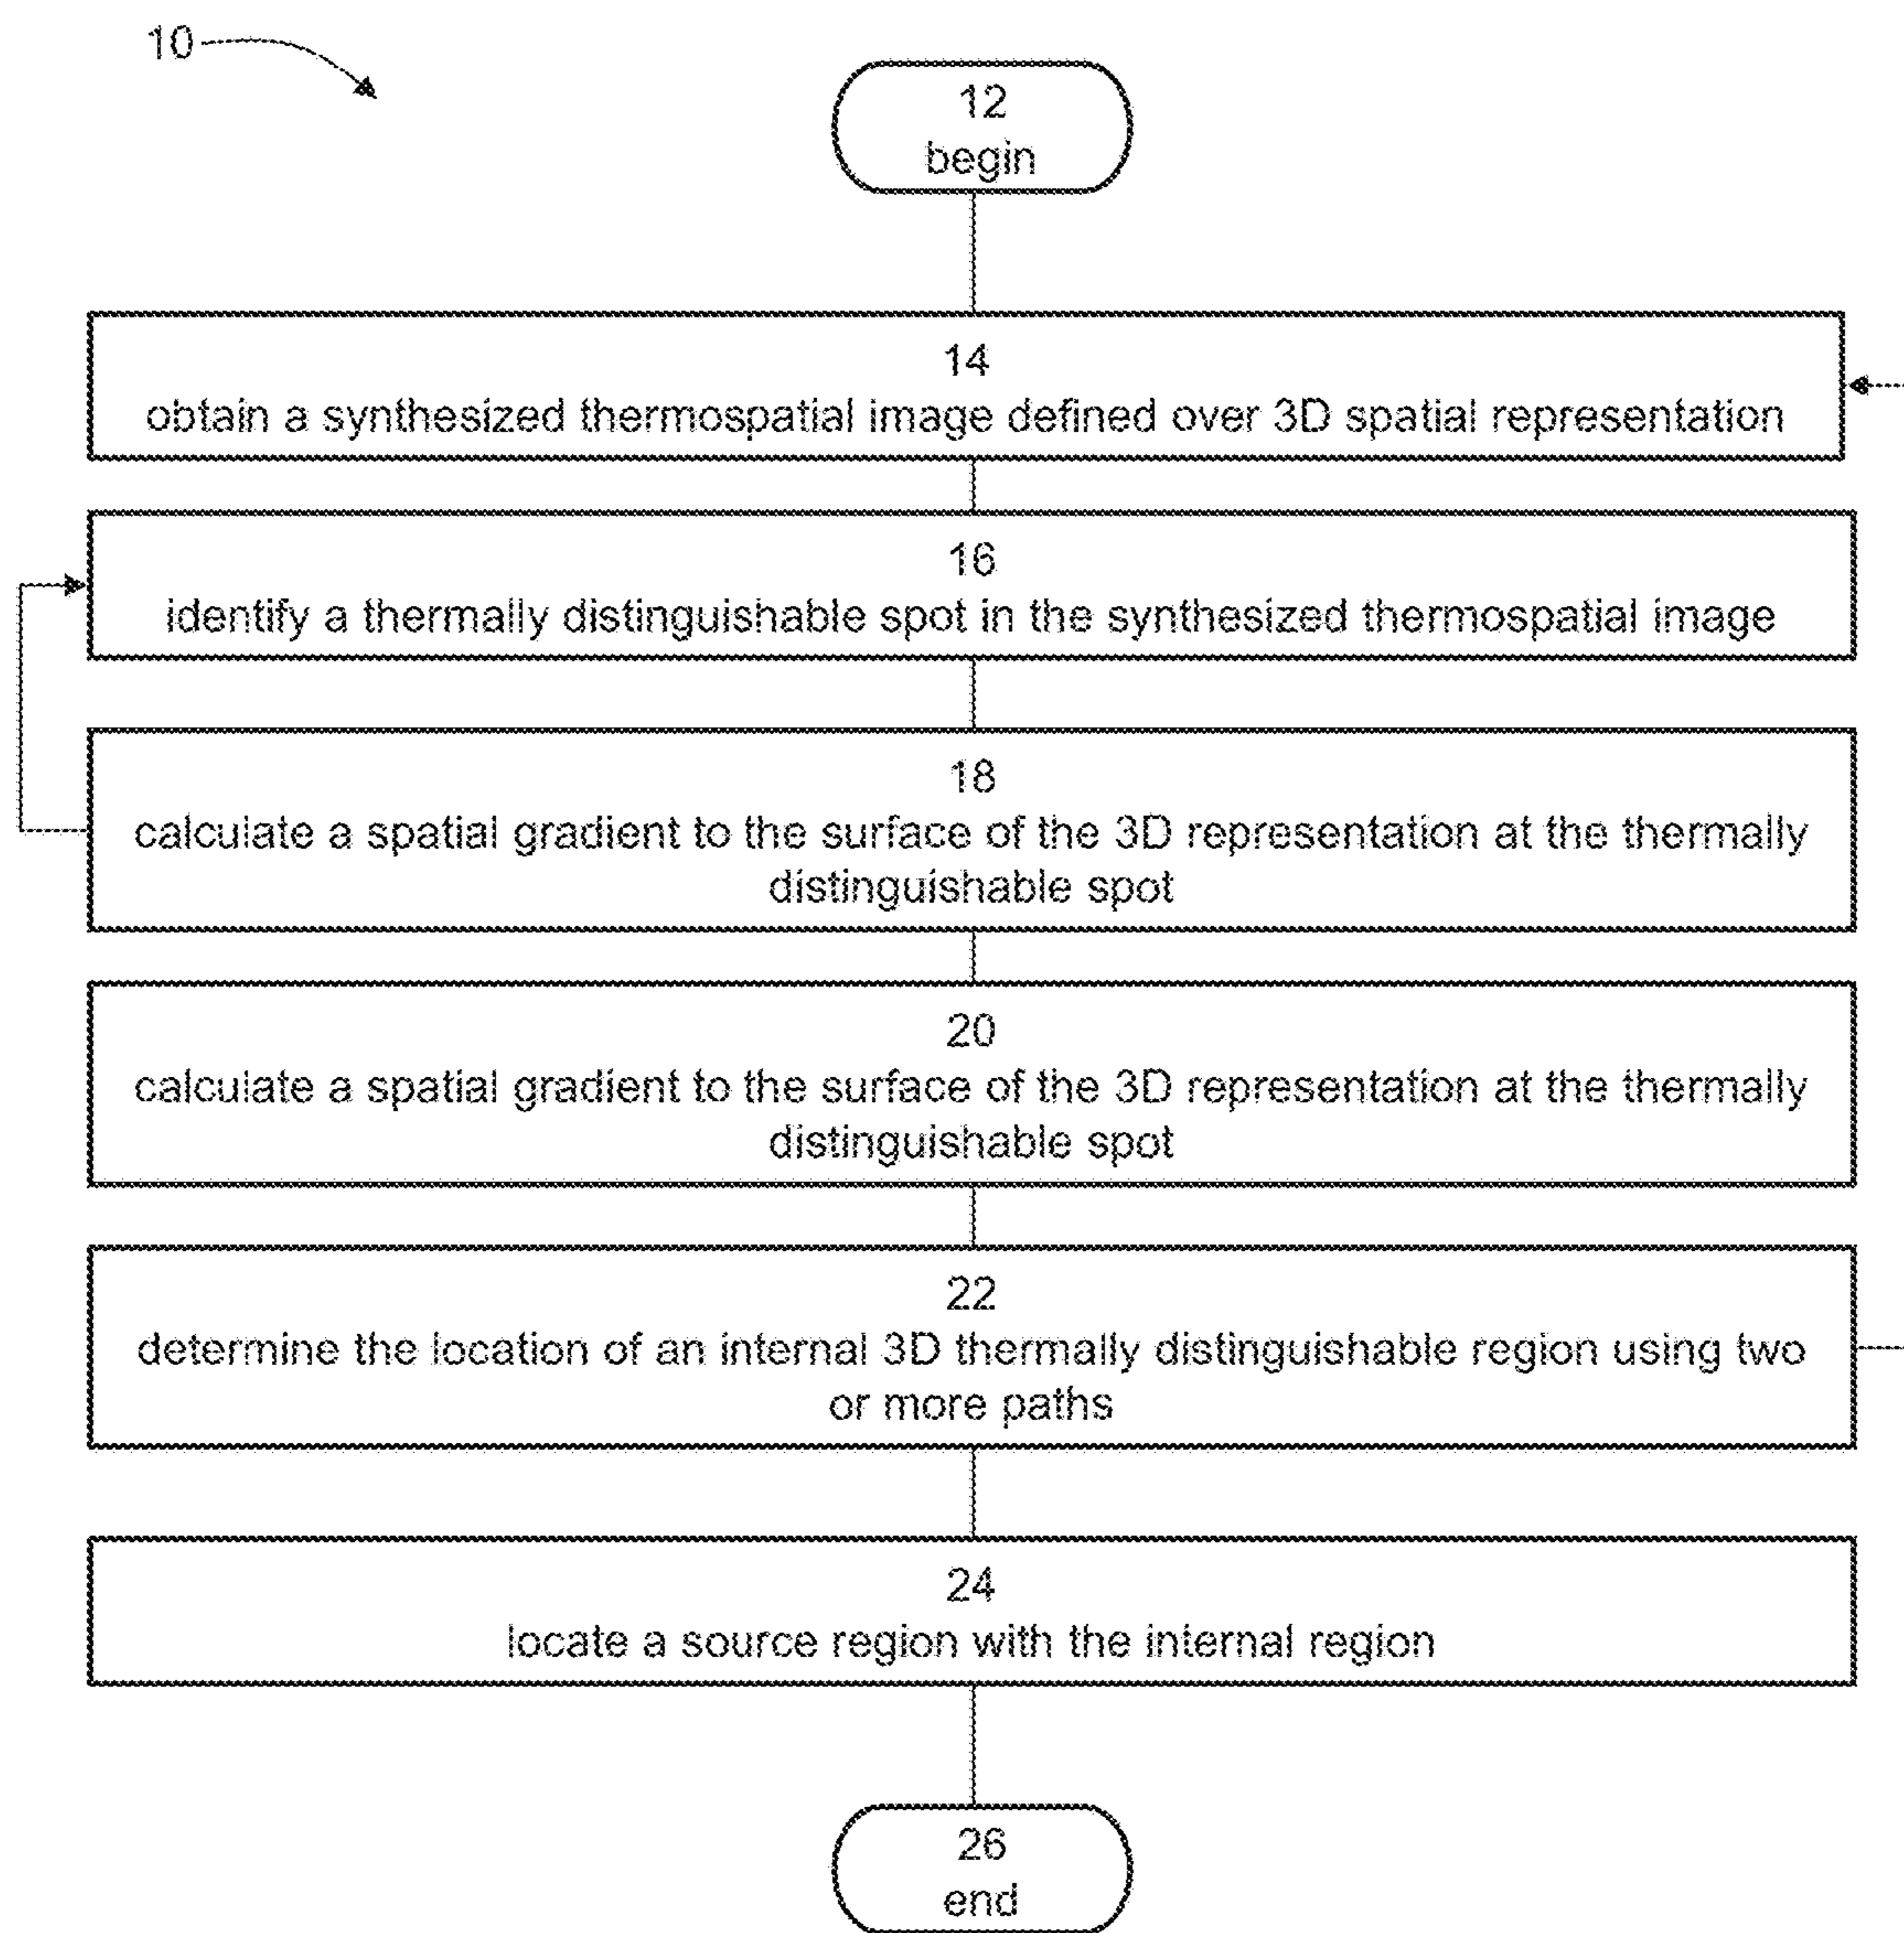 10
12
begin
14
obtain a synthesized thermospatial image defined over 3D spatial representation
16
identify a thermally distinguishable spot in the synthesized thermospatial image
18
calculate a spatial gradient to the surface of the 3D representation at the thermally
distinguishable spot
20
calculate a spatial gradient to the surface of the 3D representation at the thermally
distinguishable spot
22
determine the location of an internal 3D thermally distinguishable region using two
or more paths
24
locate a source region with the internal region
26
end